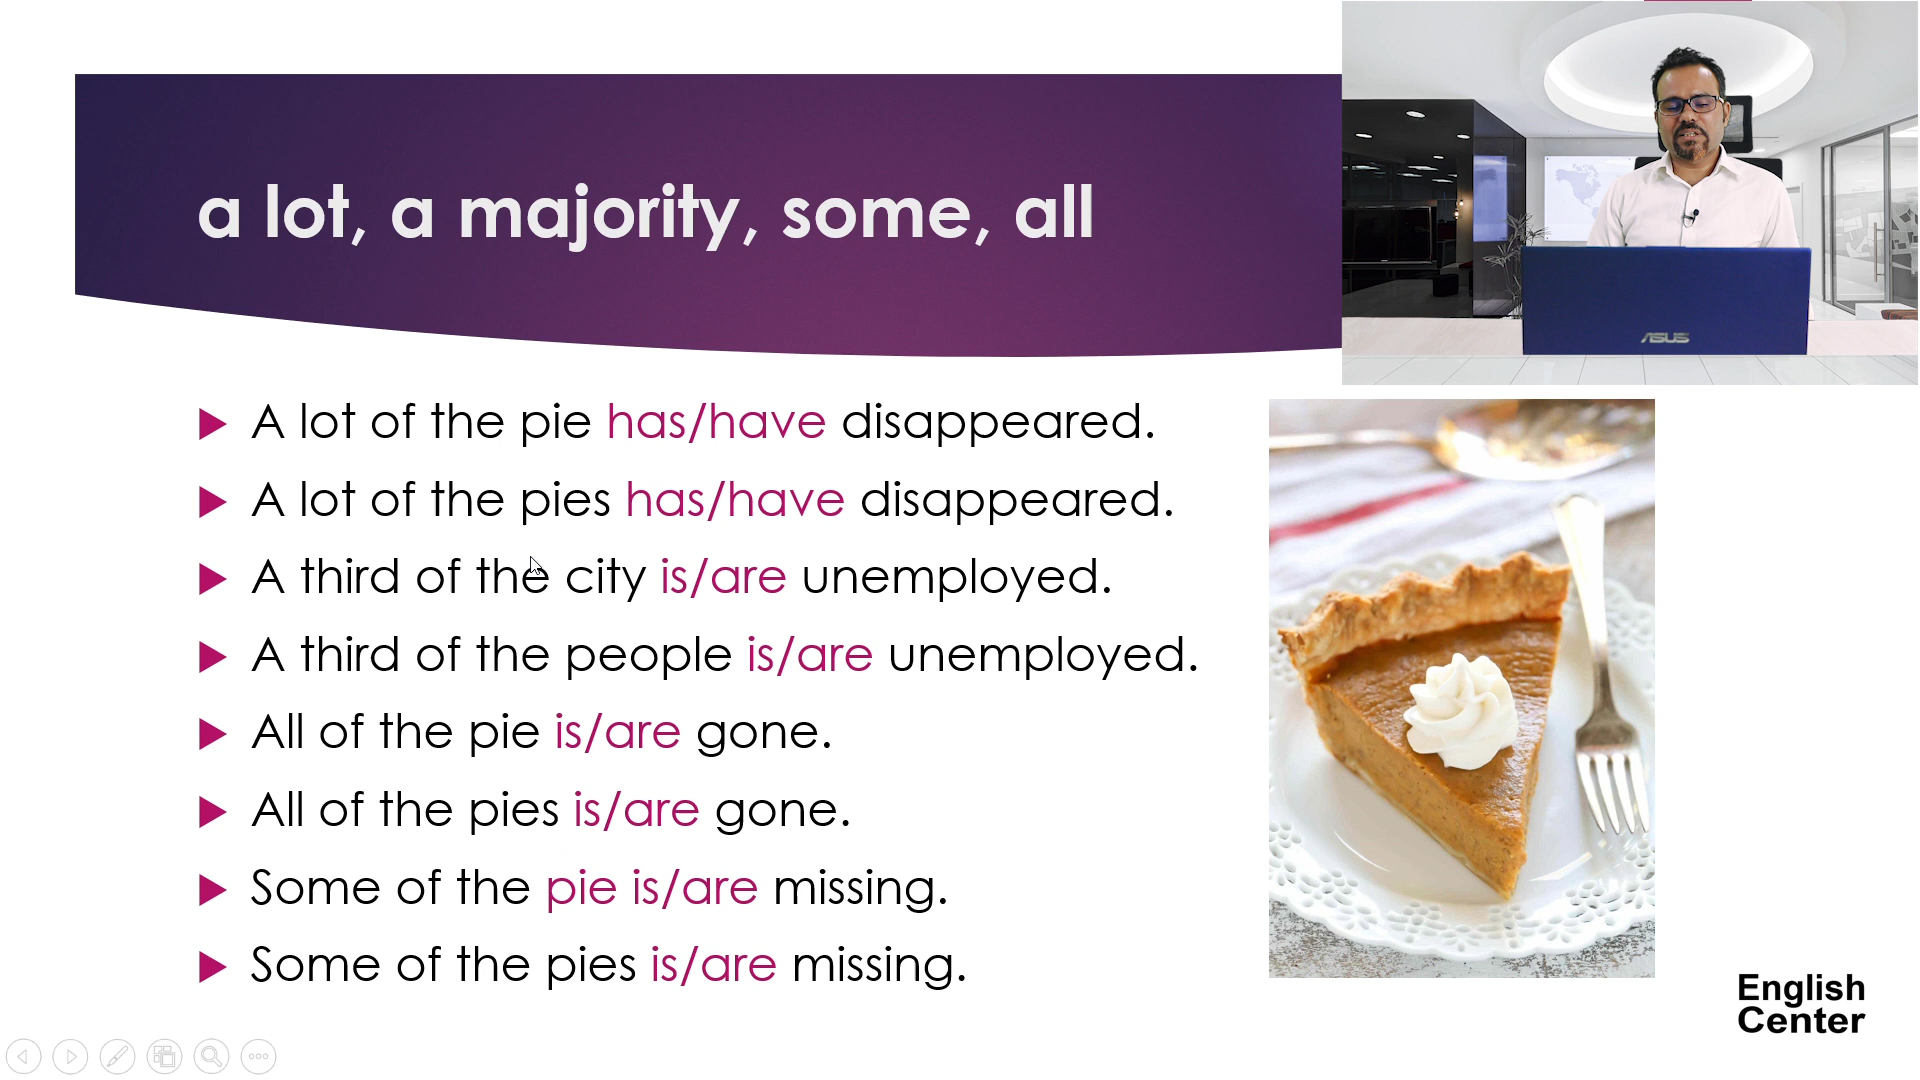 a lot, a majority, some, all
A lot of the pie has/have disappeared.
A lot of the pies has/have disappeared.
A third of the city is/are unemployed.
A third of the people is/are unemployed.
All of the pie is/are gone.
All of the pies is/are gone.
Some of the pie is/are missing.
Some of the pies is/are missing.
ASUS
English
Center